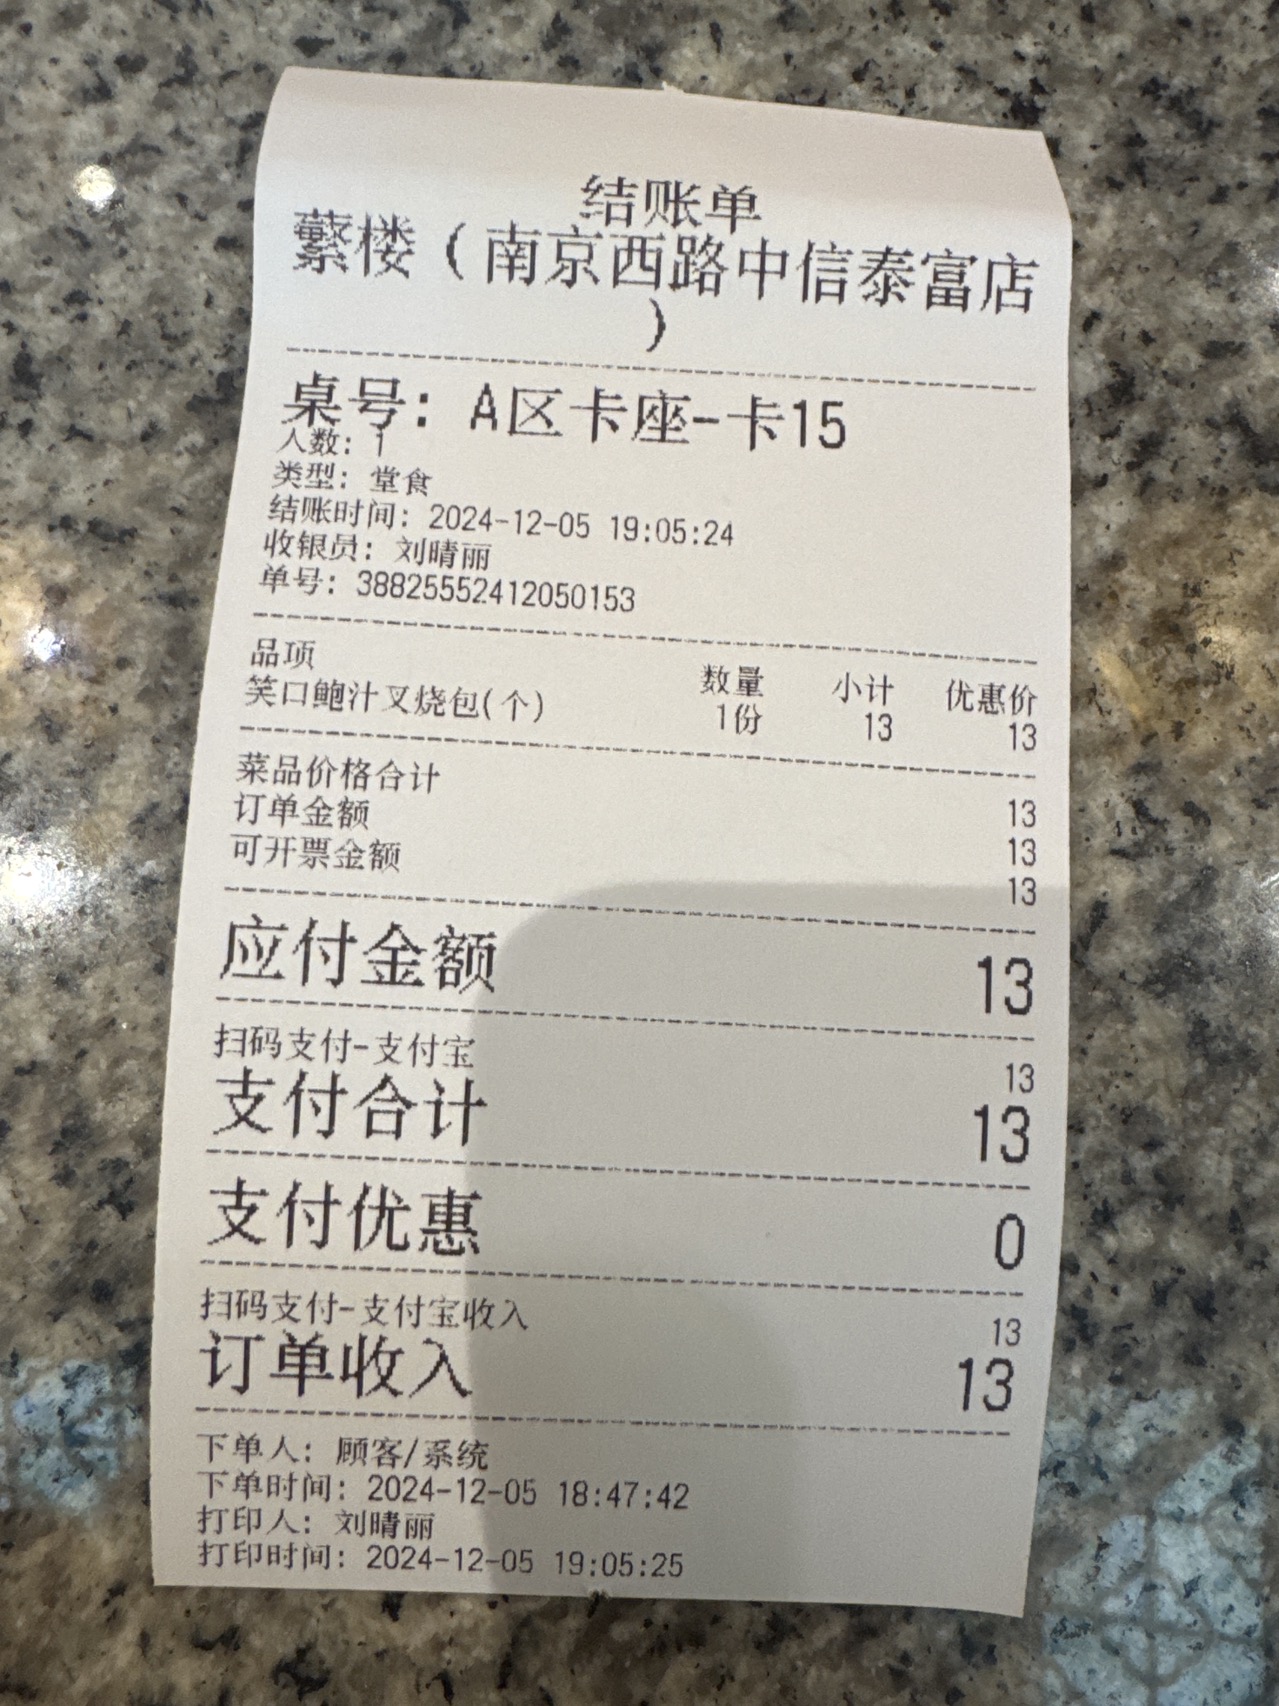 结账单
蘩楼（南京西路中信泰富店
）
桌号: A区卡座-卡15
人数: 1
类型: 堂食
结账时间: 2024-12-05 19:05:24
收银员: 刘晴丽
单号: 38825552412050153
品项 数量 小计 优惠价
笑口鲍汁叉烧包(个) 1份 13 13
菜品价格合计 13
订单金额 13
可开票金额 13
应付金额 13
扫码支付-支付宝 13
支付合计 13
支付优惠 0
扫码支付-支付宝收入 13
订单收入 13
下单人: 顾客/系统
下单时间: 2024-12-05 18:47:42
打印人: 刘晴丽
打印时间: 2024-12-05 19:05:25